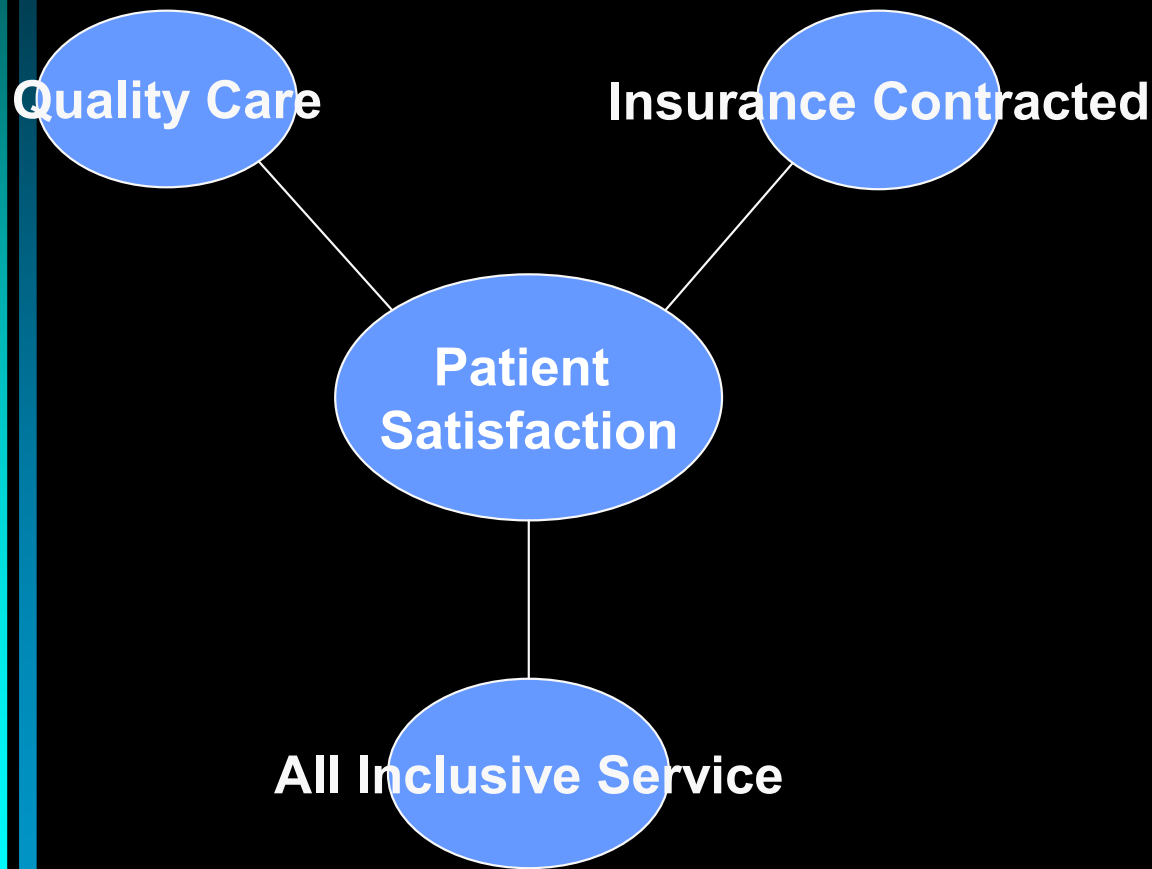 Quality Care
Insurance Contracted
Patient
Satisfaction
All Inclusive Service